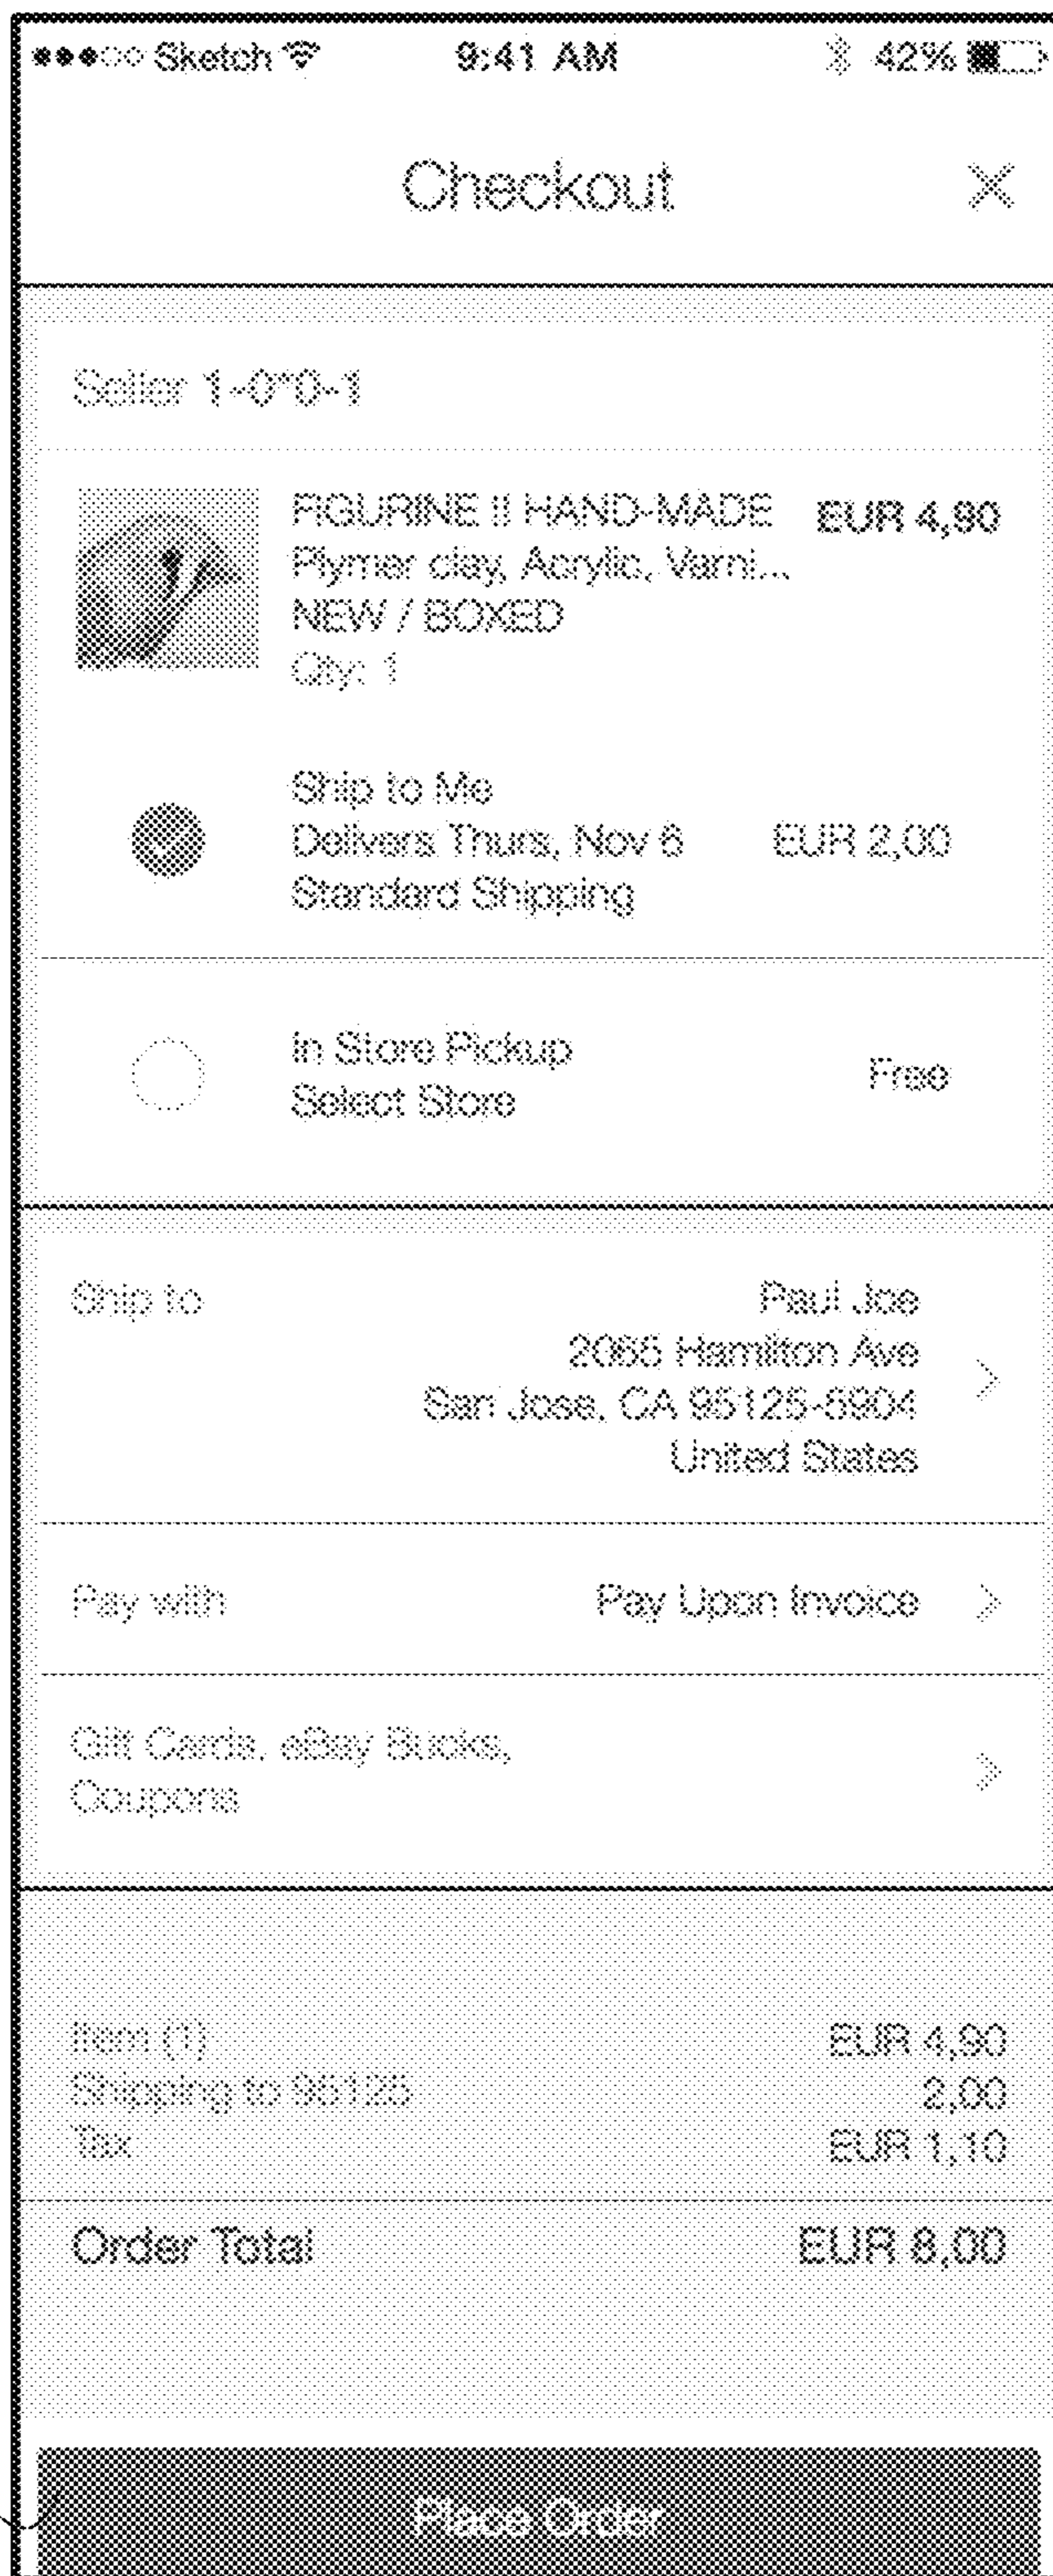 Sketch 9:41 AM 42%
Checkout
Seller 1-0*0-1
FIGURINE !! HAND-MADE EUR 4,90
Plymer clay, Acrylic, Varni...
NEW / BOXED
Qty: 1
Ship to Me
Delivers Thurs, Nov 6 EUR 2,00
Standard Shipping
In Store Pickup
Select Store
Free
Ship to
Paul Joe
2065 Hamilton Ave
San Jose, CA 95125-5904
United States
Pay with Pay Upon Invoice
Gift Cards, eBay Bucks,
Coupons
Item (1) EUR 4,90
Shipping to 95125 2,00
Tax EUR 1,10
Order Total EUR 8,00
Place Order